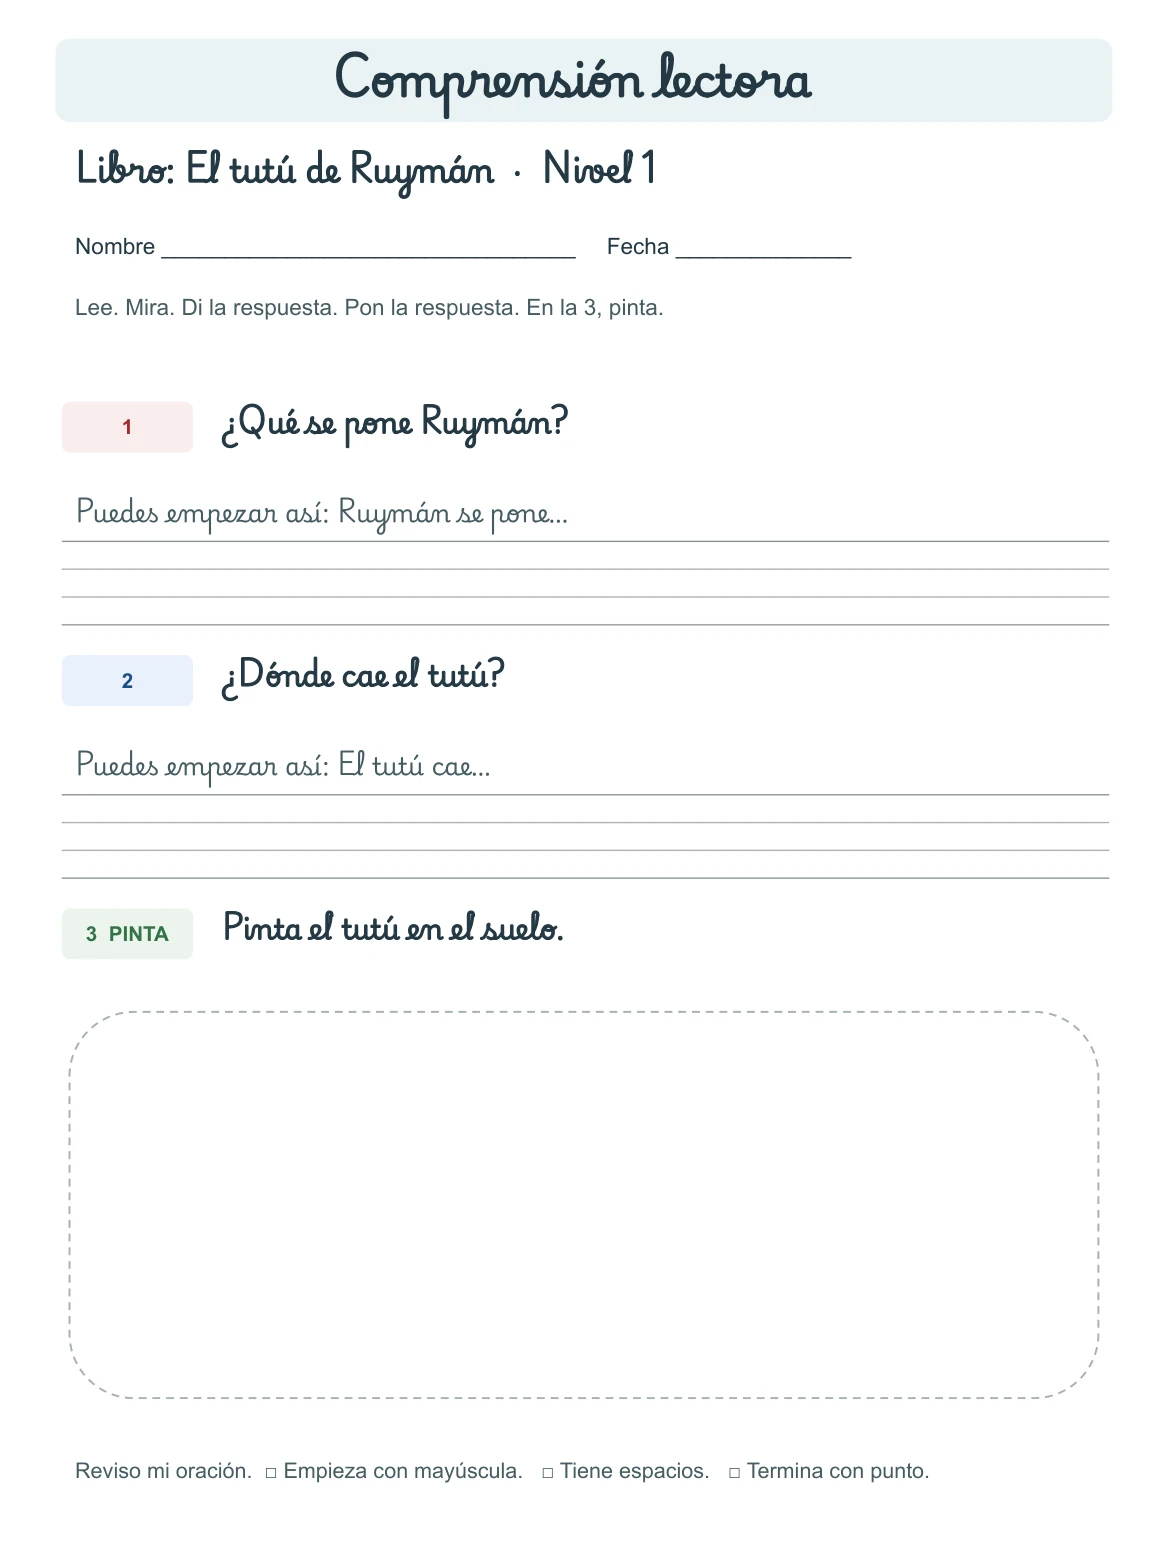 Comprensión lectora
Libro: El tutú de Ruymán · Nivel 1
Nombre _________________________________ Fecha ______________
Lee. Mira. Di la respuesta. Pon la respuesta. En la 3, pinta.
1 ¿Qué se pone Ruymán?
Puedes empezar así: Ruymán se pone...
2 ¿Dónde cae el tutú?
Puedes empezar así: El tutú cae...
3 PINTA Pinta el tutú en el suelo.
Reviso mi oración. □ Empieza con mayúscula. □ Tiene espacios. □ Termina con punto.